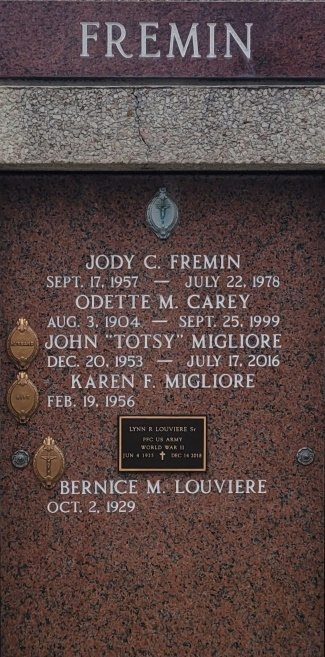 FREMIN
JODY C. FREMIN
SEPT. 17, 1957 — JULY 22, 1978
ODETTE M. CAREY
AUG. 3, 1904 — SEPT. 25, 1999
JOHN "TOTSY" MIGLIORE
DEC. 20, 1953 — JULY 17, 2016
KAREN F. MIGLIORE
FEB. 19, 1956
LYNN R LOUVIERE Sr
PFC US ARMY
WORLD WAR II
JUN 4 1925 ✝ DEC 16 2018
BERNICE M. LOUVIERE
OCT. 2, 1929